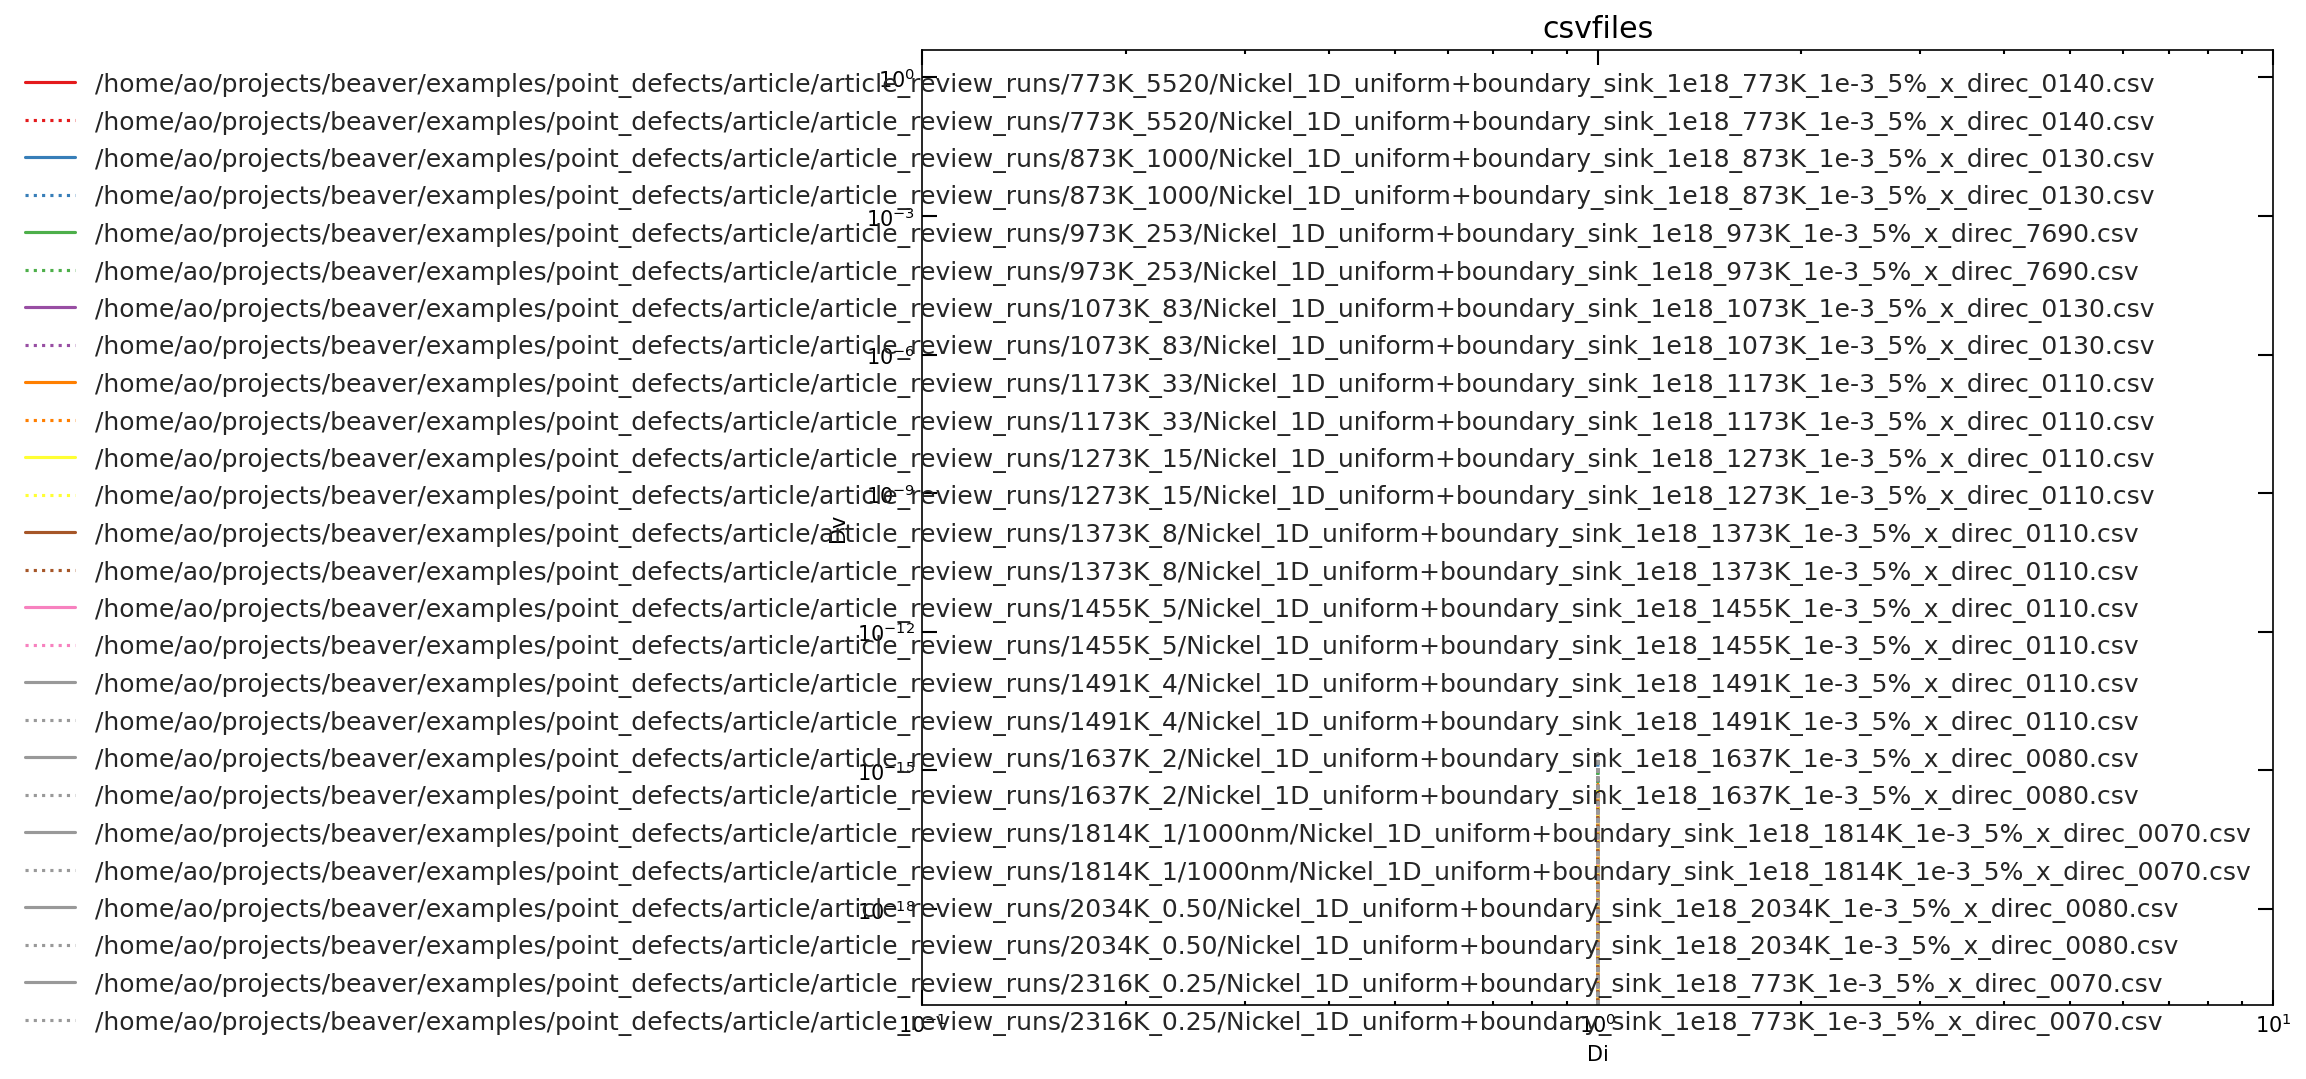 csvfiles
10⁰
/home/ao/projects/beaver/examples/point_defects/article/article_review_runs/773K_5520/Nickel_1D_uniform+boundary_sink_1e18_773K_1e-3_5%_x_direc_0140.csv
/home/ao/projects/beaver/examples/point_defects/article/article_review_runs/773K_5520/Nickel_1D_uniform+boundary_sink_1e18_773K_1e-3_5%_x_direc_0140.csv
/home/ao/projects/beaver/examples/point_defects/article/article_review_runs/873K_1000/Nickel_1D_uniform+boundary_sink_1e18_873K_1e-3_5%_x_direc_0130.csv
/home/ao/projects/beaver/examples/point_defects/article/article_review_runs/873K_1000/Nickel_1D_uniform+boundary_sink_1e18_873K_1e-3_5%_x_direc_0130.csv
10⁻³
/home/ao/projects/beaver/examples/point_defects/article/article_review_runs/973K_253/Nickel_1D_uniform+boundary_sink_1e18_973K_1e-3_5%_x_direc_7690.csv
/home/ao/projects/beaver/examples/point_defects/article/article_review_runs/973K_253/Nickel_1D_uniform+boundary_sink_1e18_973K_1e-3_5%_x_direc_7690.csv
/home/ao/projects/beaver/examples/point_defects/article/article_review_runs/1073K_83/Nickel_1D_uniform+boundary_sink_1e18_1073K_1e-3_5%_x_direc_0130.csv
/home/ao/projects/beaver/examples/point_defects/article/article_review_runs/1073K_83/Nickel_1D_uniform+boundary_sink_1e18_1073K_1e-3_5%_x_direc_0130.csv
10⁻⁶
/home/ao/projects/beaver/examples/point_defects/article/article_review_runs/1173K_33/Nickel_1D_uniform+boundary_sink_1e18_1173K_1e-3_5%_x_direc_0110.csv
/home/ao/projects/beaver/examples/point_defects/article/article_review_runs/1173K_33/Nickel_1D_uniform+boundary_sink_1e18_1173K_1e-3_5%_x_direc_0110.csv
/home/ao/projects/beaver/examples/point_defects/article/article_review_runs/1273K_15/Nickel_1D_uniform+boundary_sink_1e18_1273K_1e-3_5%_x_direc_0110.csv
/home/ao/projects/beaver/examples/point_defects/article/article_review_runs/1273K_15/Nickel_1D_uniform+boundary_sink_1e18_1273K_1e-3_5%_x_direc_0110.csv
10⁻⁹
Dv
/home/ao/projects/beaver/examples/point_defects/article/article_review_runs/1373K_8/Nickel_1D_uniform+boundary_sink_1e18_1373K_1e-3_5%_x_direc_0110.csv
/home/ao/projects/beaver/examples/point_defects/article/article_review_runs/1373K_8/Nickel_1D_uniform+boundary_sink_1e18_1373K_1e-3_5%_x_direc_0110.csv
/home/ao/projects/beaver/examples/point_defects/article/article_review_runs/1455K_5/Nickel_1D_uniform+boundary_sink_1e18_1455K_1e-3_5%_x_direc_0110.csv
10⁻¹²
/home/ao/projects/beaver/examples/point_defects/article/article_review_runs/1455K_5/Nickel_1D_uniform+boundary_sink_1e18_1455K_1e-3_5%_x_direc_0110.csv
/home/ao/projects/beaver/examples/point_defects/article/article_review_runs/1491K_4/Nickel_1D_uniform+boundary_sink_1e18_1491K_1e-3_5%_x_direc_0110.csv
/home/ao/projects/beaver/examples/point_defects/article/article_review_runs/1491K_4/Nickel_1D_uniform+boundary_sink_1e18_1491K_1e-3_5%_x_direc_0110.csv
/home/ao/projects/beaver/examples/point_defects/article/article_review_runs/1637K_2/Nickel_1D_uniform+boundary_sink_1e18_1637K_1e-3_5%_x_direc_0080.csv
10⁻¹⁵
/home/ao/projects/beaver/examples/point_defects/article/article_review_runs/1637K_2/Nickel_1D_uniform+boundary_sink_1e18_1637K_1e-3_5%_x_direc_0080.csv
/home/ao/projects/beaver/examples/point_defects/article/article_review_runs/1814K_1/1000nm/Nickel_1D_uniform+boundary_sink_1e18_1814K_1e-3_5%_x_direc_0070.csv
/home/ao/projects/beaver/examples/point_defects/article/article_review_runs/1814K_1/1000nm/Nickel_1D_uniform+boundary_sink_1e18_1814K_1e-3_5%_x_direc_0070.csv
/home/ao/projects/beaver/examples/point_defects/article/article_review_runs/2034K_0.50/Nickel_1D_uniform+boundary_sink_1e18_2034K_1e-3_5%_x_direc_0080.csv
10⁻¹⁸
/home/ao/projects/beaver/examples/point_defects/article/article_review_runs/2034K_0.50/Nickel_1D_uniform+boundary_sink_1e18_2034K_1e-3_5%_x_direc_0080.csv
/home/ao/projects/beaver/examples/point_defects/article/article_review_runs/2316K_0.25/Nickel_1D_uniform+boundary_sink_1e18_773K_1e-3_5%_x_direc_0070.csv
/home/ao/projects/beaver/examples/point_defects/article/article_review_runs/2316K_0.25/Nickel_1D_uniform+boundary_sink_1e18_773K_1e-3_5%_x_direc_0070.csv
10⁻¹ 10⁰ 10¹
Di